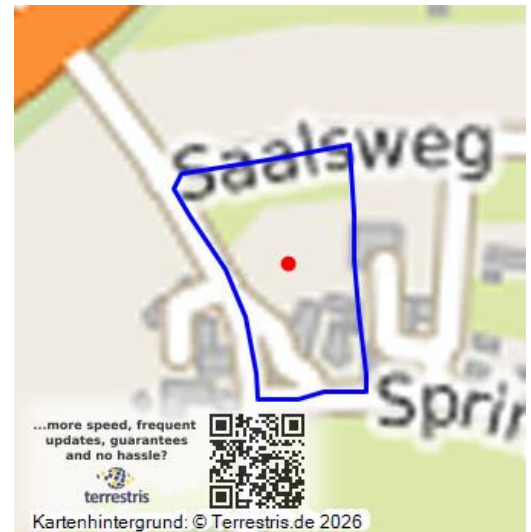 Saalsweg
Sprin
...more speed, frequent
updates, guarantees
and no hassle?
terrestris
Kartenhintergrund: © Terrestris.de 2026